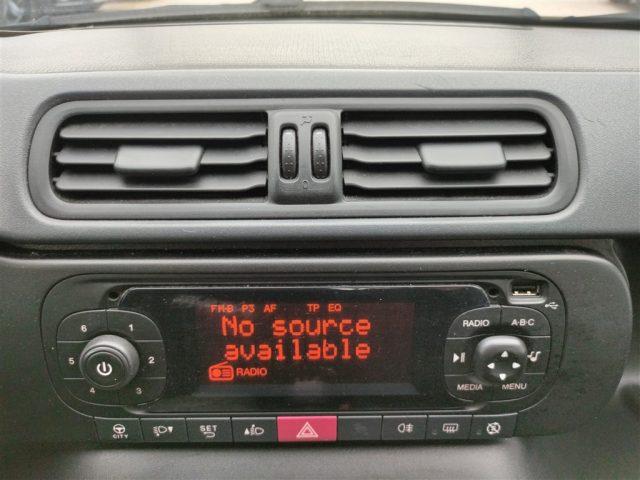 FM-B P3 AF TP EQ
No source
available
RADIO
6 1
5 2
4 3
RADIO A·B·C
MEDIA MENU
CITY
SET
0